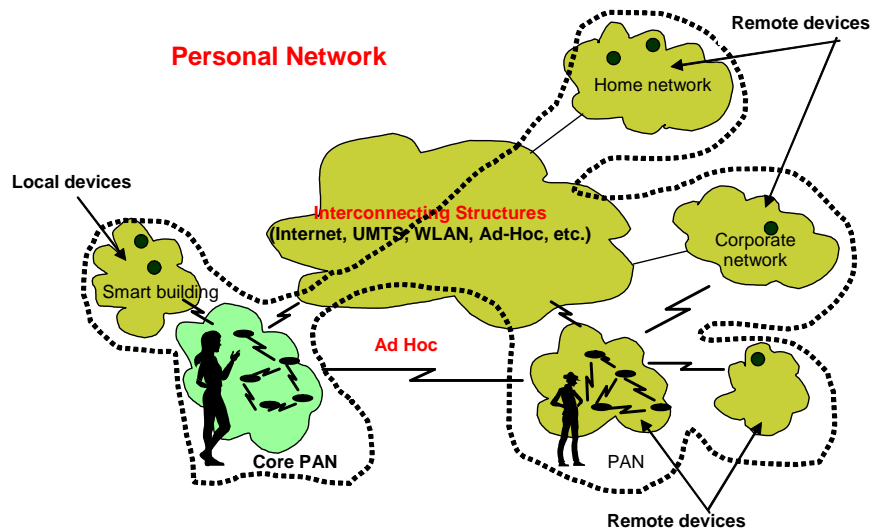 Remote devices
Personal Network
Home network
Local devices
Interconnecting Structures
(Internet, UMTS, WLAN, Ad-Hoc, etc.)
Corporate
network
Smart building
Ad Hoc
Core PAN
PAN
Remote devices